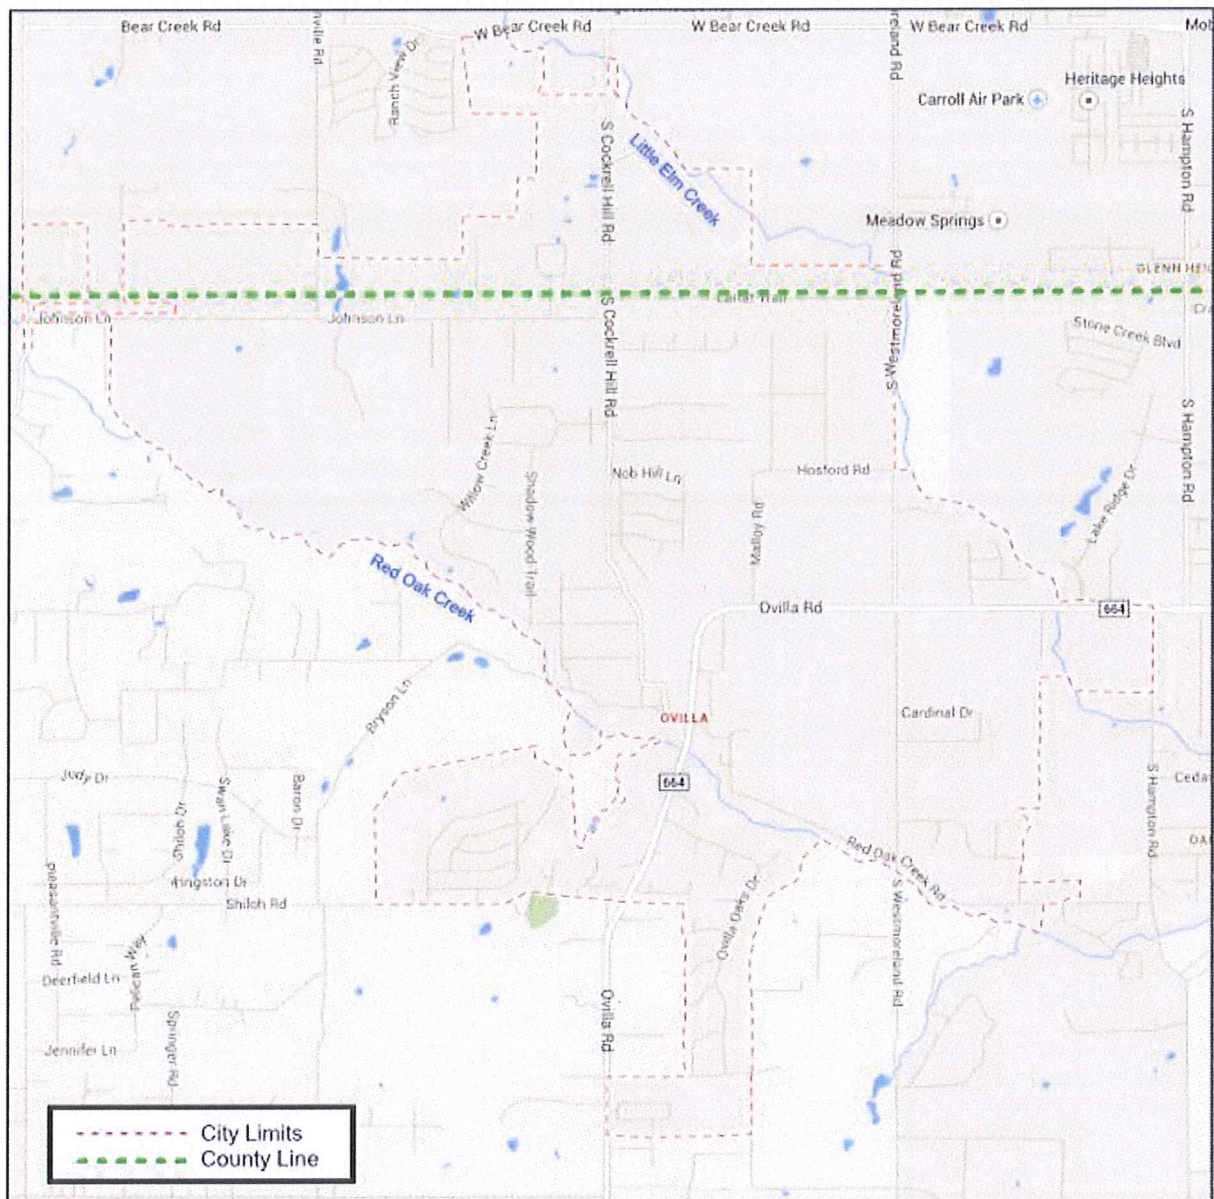 Bear Creek Rd
W Bear Creek Rd
W Bear Creek Rd
W Bear Creek Rd
Ranch View Dr
Heritage Heights
Carroll Air Park
S Hampton Rd
S Cockrell Hill Rd
Little Elm Creek
Meadow Springs
S Westmoreland Rd
Johnson Ln
Johnson Ln
S Cockrell Hill Rd
Stone Creek Blvd
S Hampton Rd
Willow Creek Ln
Shadow Wood Trail
Nob Hill Ln
Hosford Rd
Lake Ridge Dr
Red Oak Creek
Ovilla Rd
664
Bryson Ln
OVILLA
Cardinal Dr
664
Judy Dr
Shiloh Dr
Swan Lake Dr
Baron Dr
S Hampton Rd
Red Oak Creek Rd
Shiloh Rd
Pleasantville Rd
Ovilla Oaks Dr
S Westmoreland Rd
Pelican Way
Deerfield Ln
Ovilla Rd
Jennifer Ln
Springer Rd
City Limits
County Line